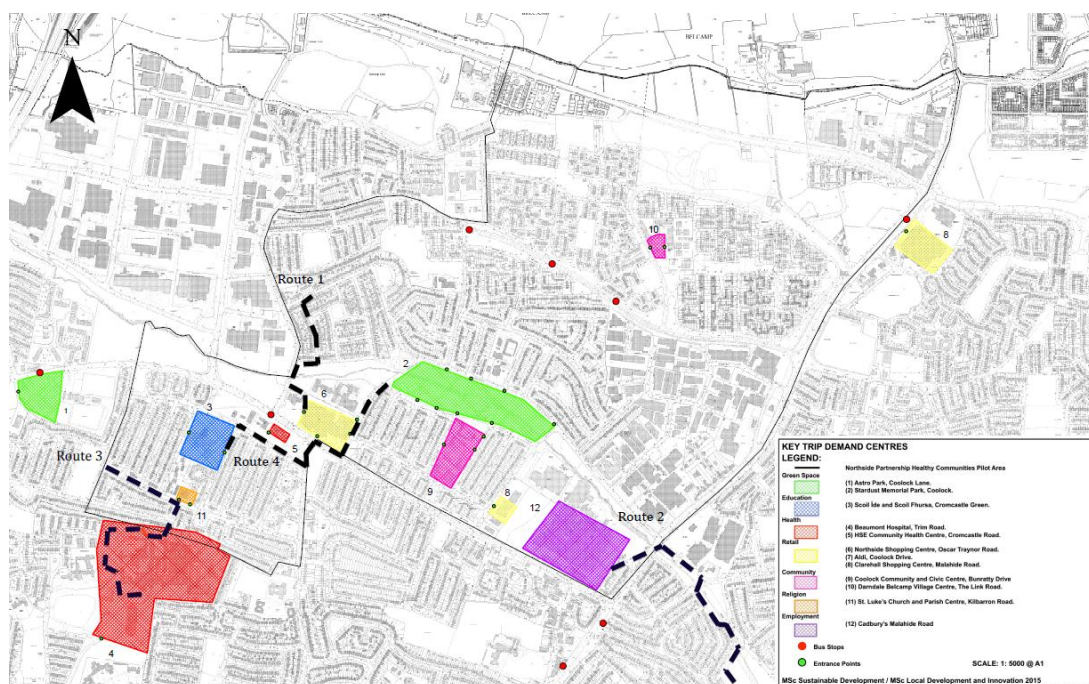 N
BELCAMP
10
8
Route 1
2
6
1
3
Route 3
5
Route 4
9
8
12
Route 2
11
4
KEY TRIP DEMAND CENTRES
LEGEND:
Northside Partnership Healthy Communities Pilot Area
Green Space
(1) Astro Park, Coolock Lane.
(2) Stardust Memorial Park, Coolock.
Education
(3) Scoil Ide and Scoil Fhursa, Cromcastle Green.
Health
(4) Beaumont Hospital, Trim Road.
(5) HSE Community Health Centre, Cromcastle Road.
Retail
(6) Northside Shopping Centre, Oscar Traynor Road.
(7) Aldi, Coolock Drive.
(8) Clarehall Shopping Centre, Malahide Road.
Community
(9) Coolock Community and Civic Centre, Bunratty Drive
(10) Darndale Belcamp Village Centre, The Link Road.
Religion
(11) St. Luke's Church and Parish Centre, Kilbarron Road.
Employment
(12) Cadbury's Malahide Road
Bus Stops
Entrance Points
SCALE: 1: 5000 @ A1
MSc Sustainable Development / MSc Local Development and Innovation 2015